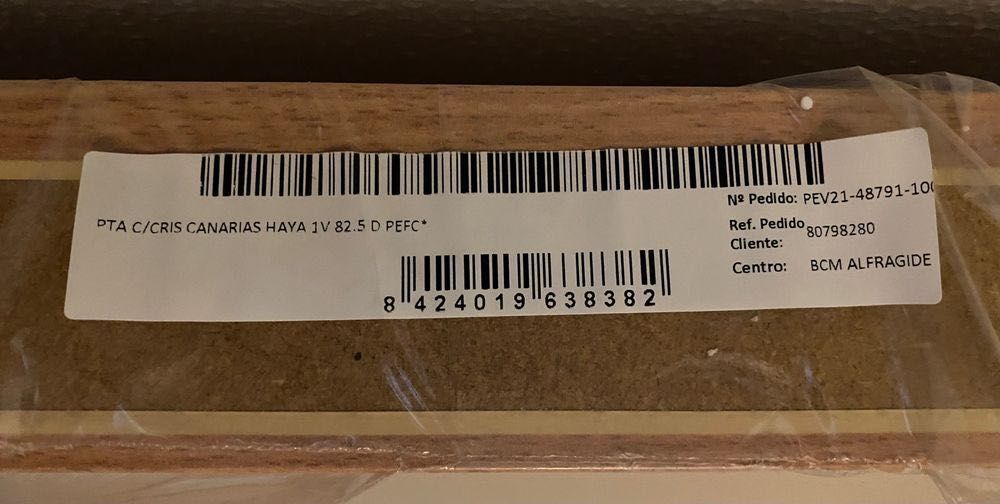 Nº Pedido: PEV21-48791-100
PTA C/CRIS CANARIAS HAYA 1V 82.5 D PEFC*
Ref. Pedido Cliente: 80798280
Centro: BCM ALFRAGIDE
8 424019 638382